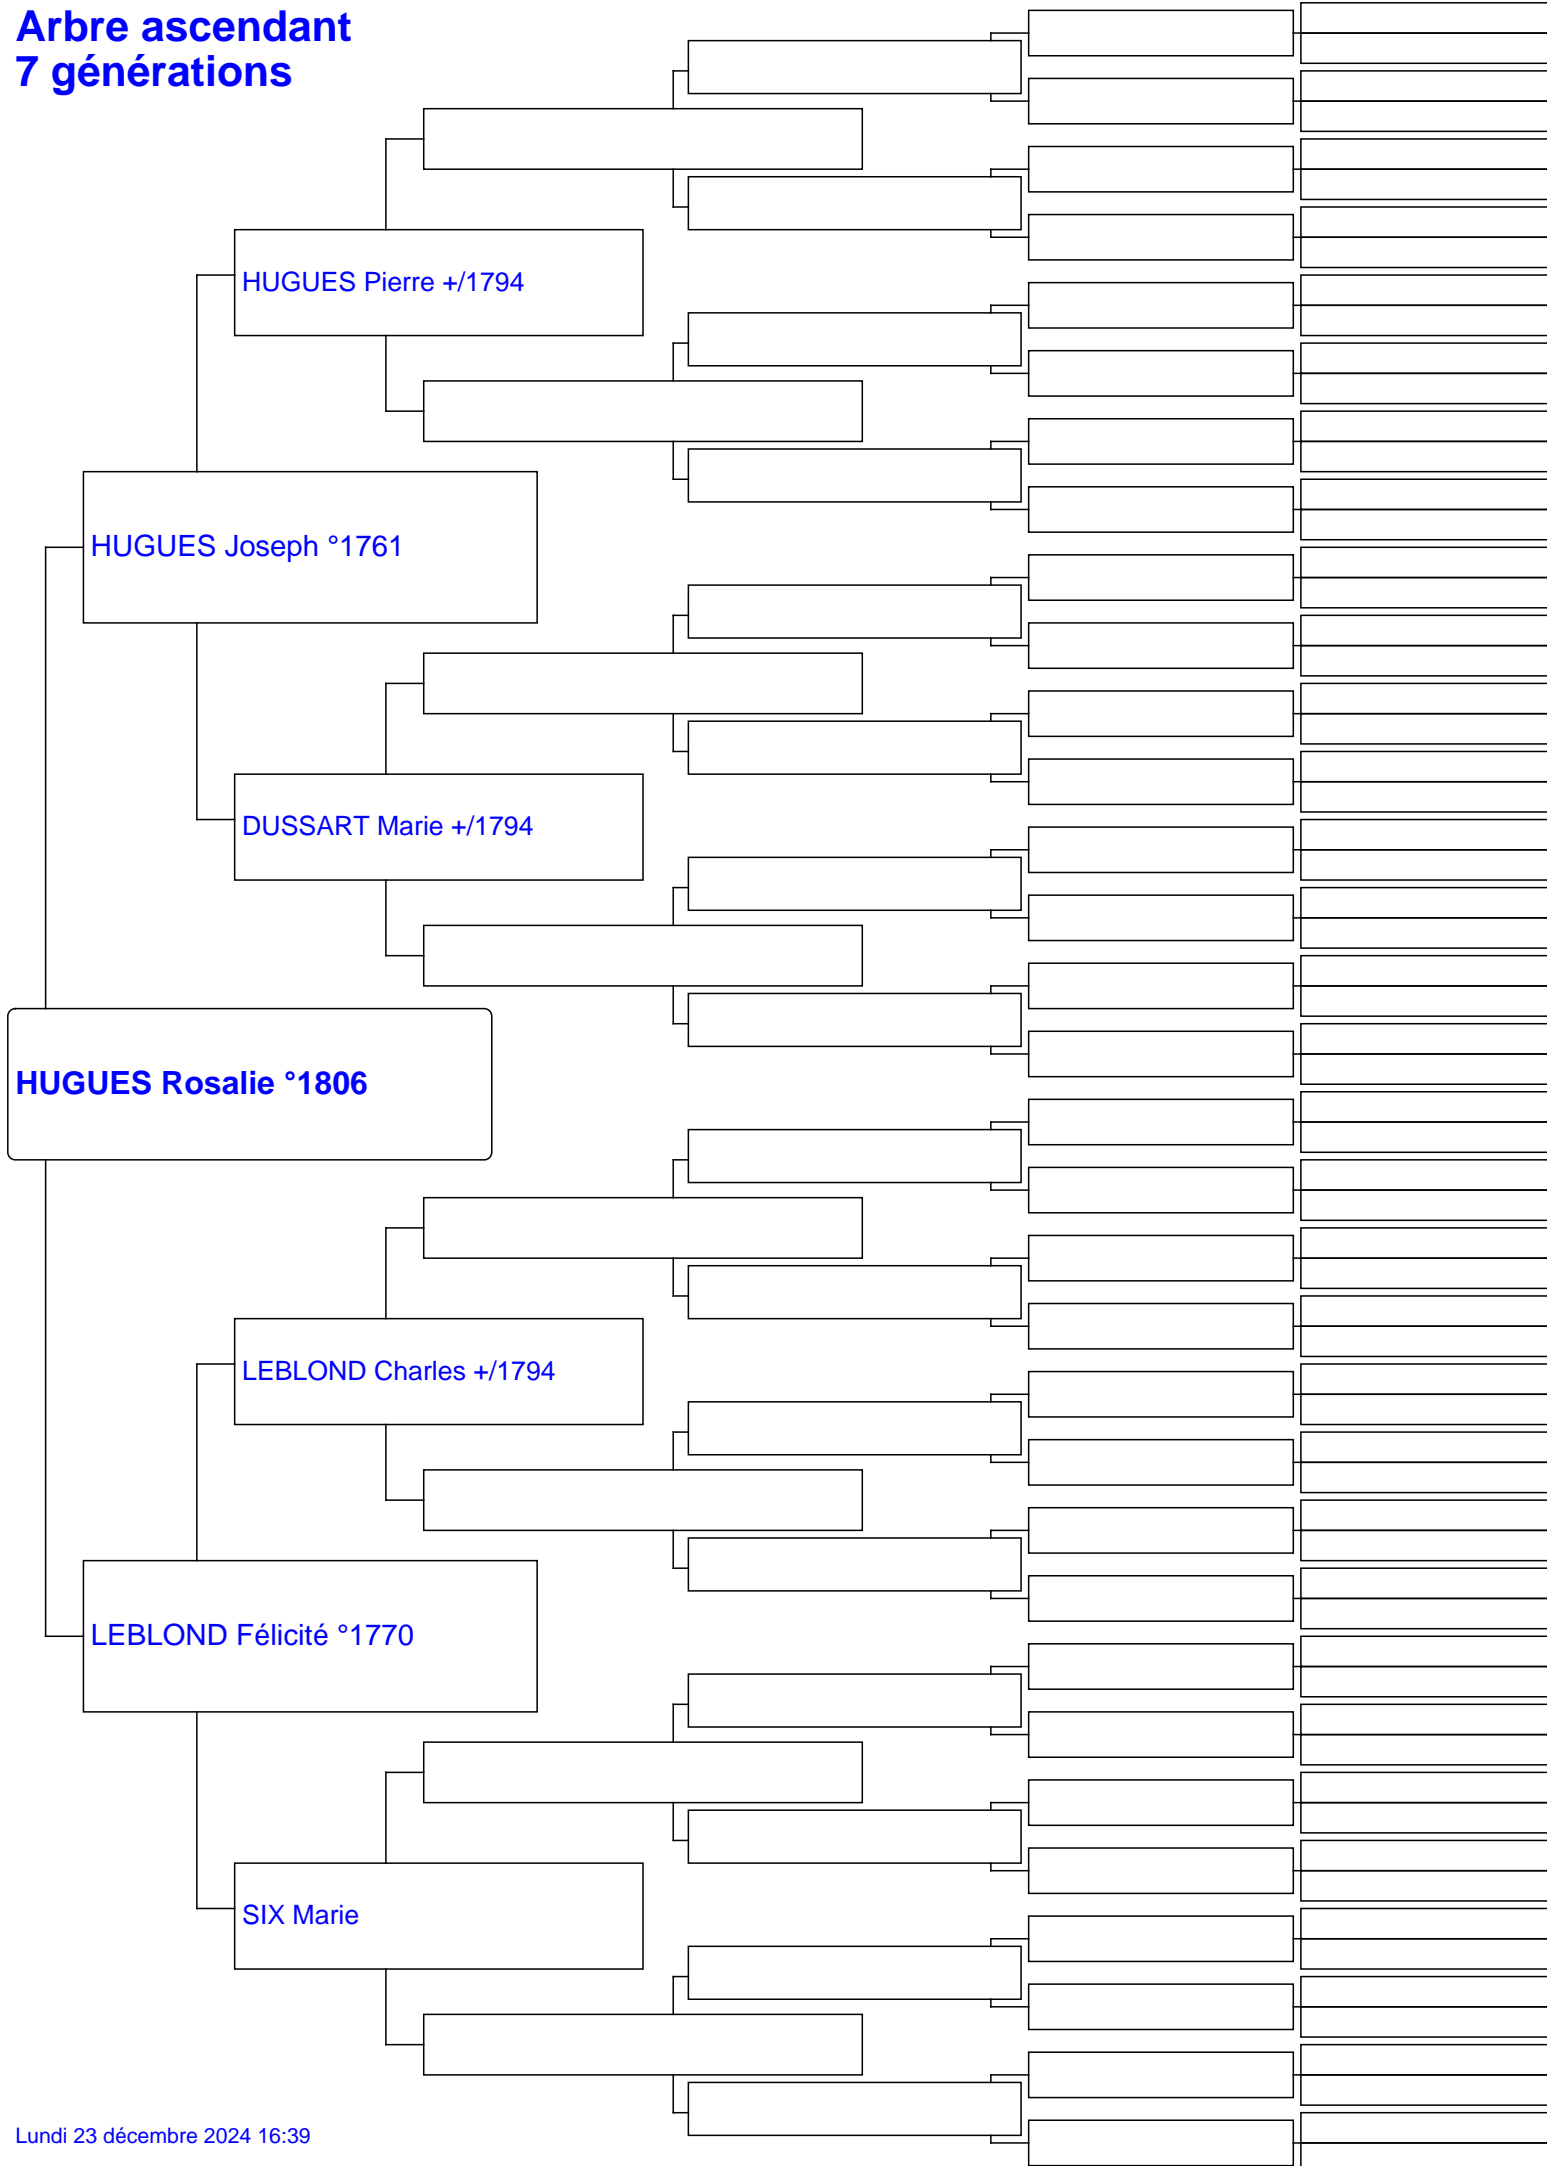 Arbre ascendant
7 générations
HUGUES Pierre +/1794
HUGUES Joseph °1761
DUSSART Marie +/1794
HUGUES Rosalie °1806
LEBLOND Charles +/1794
LEBLOND Félicité °1770
SIX Marie
Lundi 23 décembre 2024 16:39